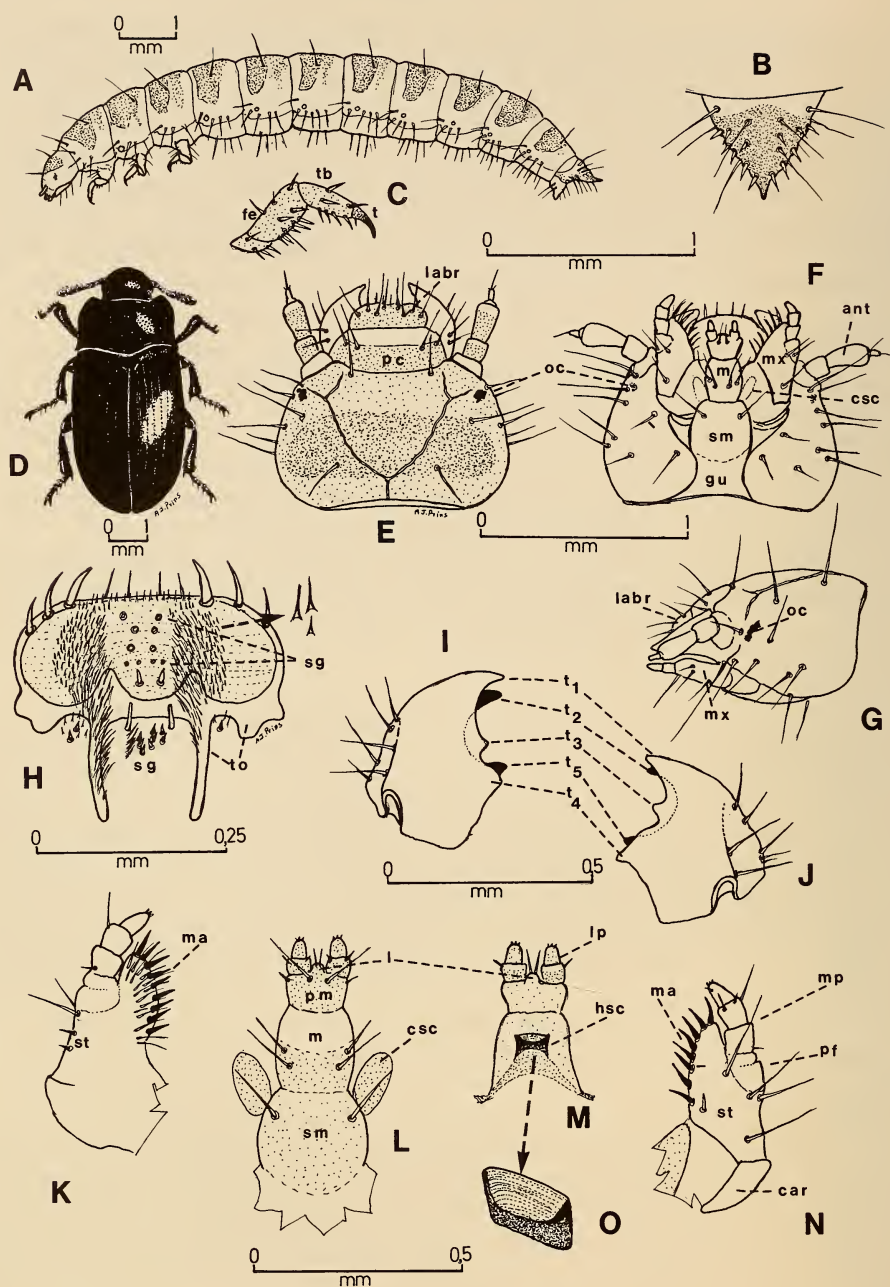 0 1
mm
A
B
C
fe
tb
t
0 1
mm
D
0 1
mm
A.J. Prins
labr
pc
oc
E
A.J. Prins
F
ant
mx
m
csc
sm
gu
0 1
mm
labr
oc
mx
G
H
sg
sg
to
A.J. Prins
0 0,25
mm
I
t1
t2
t3
t5
t4
J
0 0,5
mm
K
ma
st
l
pm
m
csc
sm
L
lp
hsc
M
O
ma
mp
pf
st
car
N
0 0,5
mm